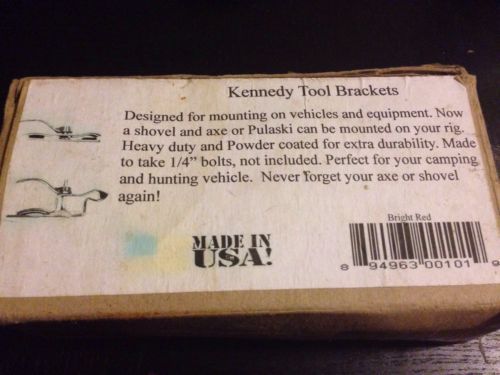 Kennedy Tool Brackets
Designed for mounting on vehicles and equipment. Now
a shovel and axe or Pulaski can be mounted on your rig.
Heavy duty and Powder coated for extra durability. Made
to take 1/4” bolts, not included. Perfect for your camping
and hunting vehicle. Never forget your axe or shovel
again!
Bright Red
MADE IN
USA!
8 94963 00101 9